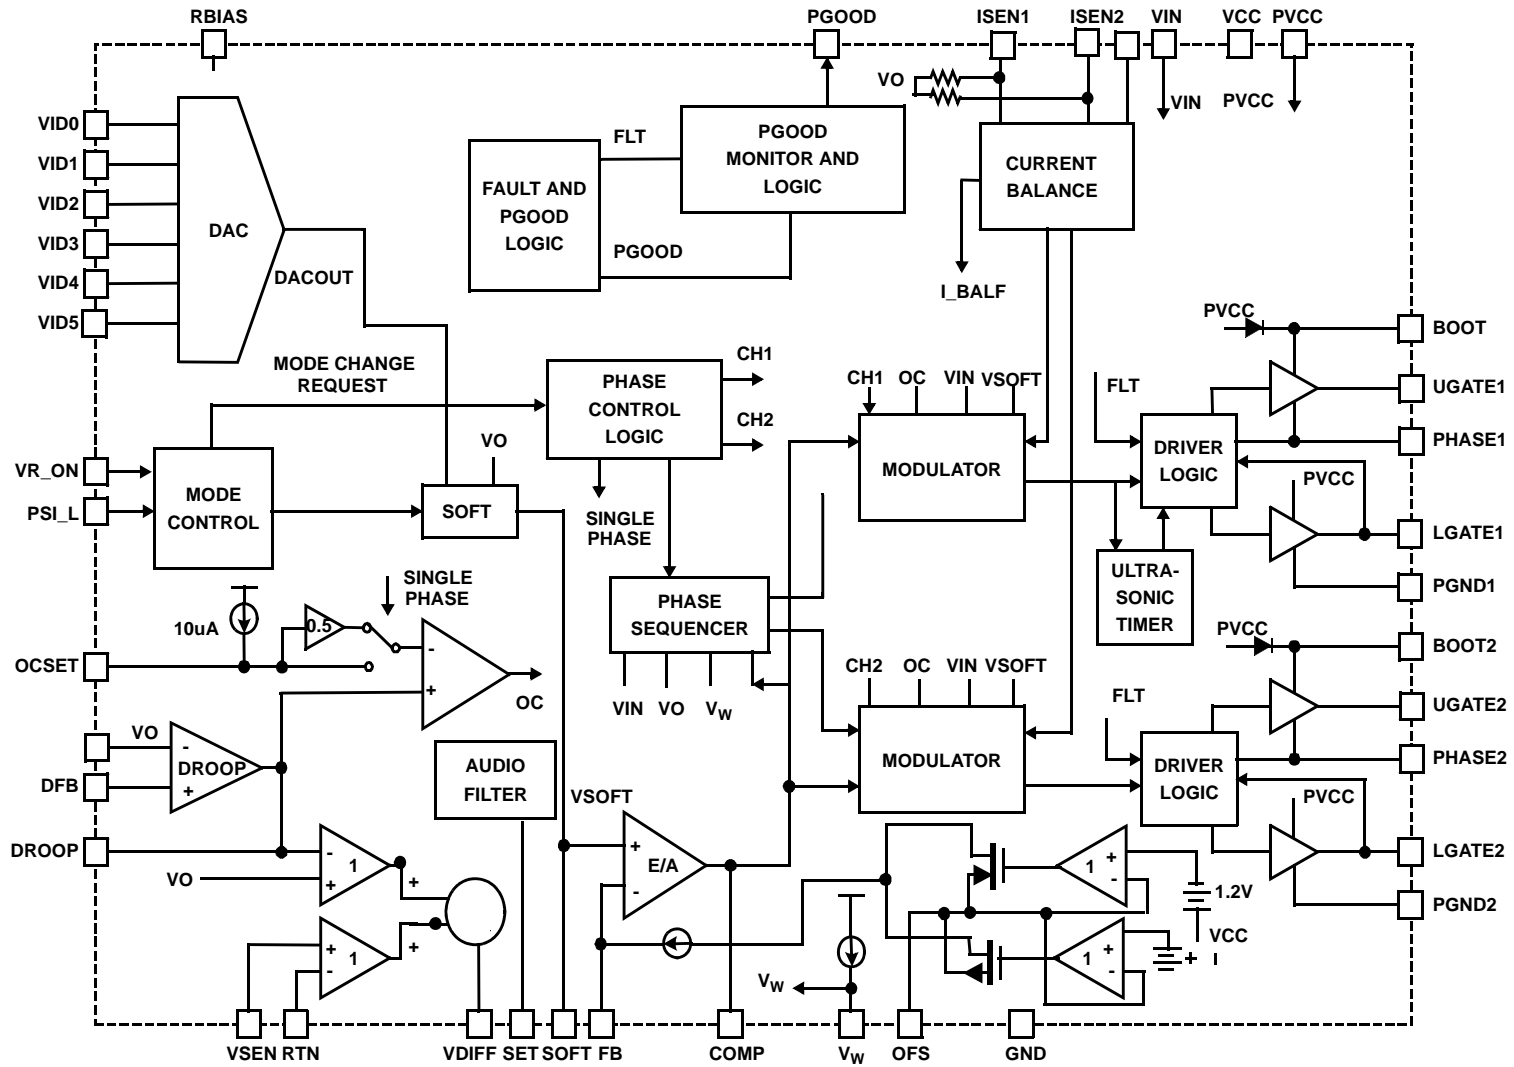 RBIAS
PGOOD
ISEN1
ISEN2
VIN
VCC
PVCC
VO
VIN
PVCC
VID0
VID1
VID2
VID3
VID4
VID5
DAC
DACOUT
FAULT AND
PGOOD
LOGIC
FLT
PGOOD
PGOOD
MONITOR AND
LOGIC
CURRENT
BALANCE
I_BALF
MODE CHANGE
REQUEST
PHASE
CONTROL
LOGIC
CH1
CH2
SINGLE
PHASE
VR_ON
PSI_L
MODE
CONTROL
VO
SOFT
CH1
OC
VIN
VSOFT
MODULATOR
FLT
DRIVER
LOGIC
ULTRA-
SONIC
TIMER
PVCC
BOOT
UGATE1
PHASE1
PVCC
LGATE1
PGND1
PHASE
SEQUENCER
VIN
VO
VW
10uA
SINGLE
PHASE
0.5
OCSET
-
+
OC
CH2
OC
VIN
VSOFT
MODULATOR
FLT
DRIVER
LOGIC
PVCC
BOOT2
UGATE2
PHASE2
PVCC
LGATE2
PGND2
VO
-
DROOP
+
DFB
DROOP
AUDIO
FILTER
VSOFT
+
E/A
-
-
1
+
VO
+
+
1
-
+
VW
1
+
-
1.2V
VCC
1
+
-
+
VSEN
RTN
VDIFF
SET
SOFT
FB
COMP
VW
OFS
GND